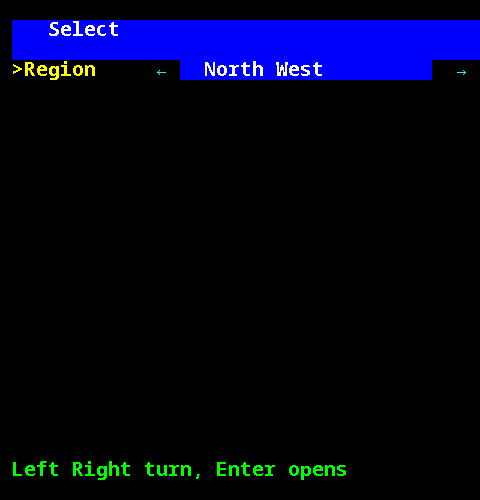 Select
>Region ← North West →
Left Right turn, Enter opens